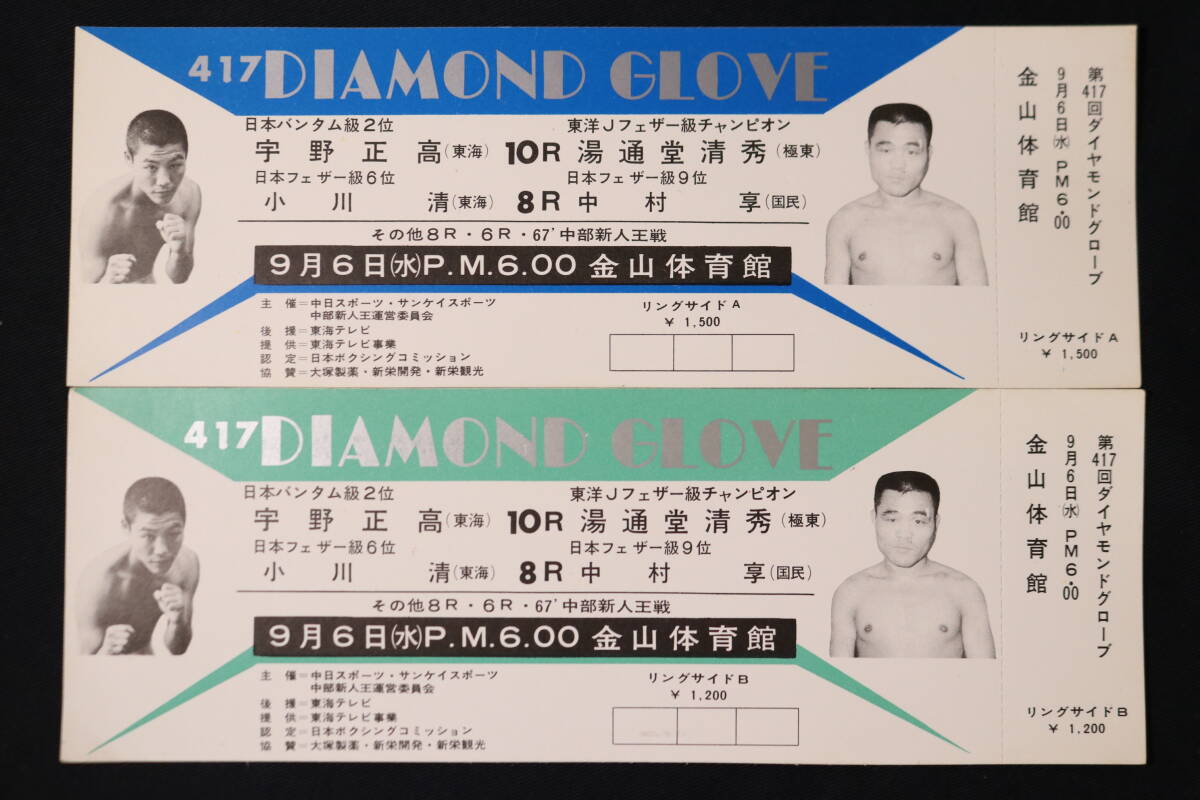 417 DIAMOND GLOVE
日本バンタム級2位 東洋Jフェザー級チャンピオン
宇野正高(東海) 10R 湯通堂清秀(極東)
日本フェザー級6位 日本フェザー級9位
小川清(東海) 8R 中村享(国民)
その他8R・6R・67'中部新人王戦
9月6日㈬P.M.6.00 金山体育館
主催=中日スポーツ・サンケイスポーツ
中部新人王運営委員会
後援=東海テレビ
提供=東海テレビ事業
認定=日本ボクシングコミッション
協賛=大塚製薬・新栄開発・新栄観光
リングサイドA
¥ 1,500
第417回ダイヤモンドグローブ
9月6日㈬ PM6.00
金山体育館
リングサイドA
¥ 1,500
417 DIAMOND GLOVE
日本バンタム級2位 東洋Jフェザー級チャンピオン
宇野正高(東海) 10R 湯通堂清秀(極東)
日本フェザー級6位 日本フェザー級9位
小川清(東海) 8R 中村享(国民)
その他8R・6R・67'中部新人王戦
9月6日㈬P.M.6.00 金山体育館
主催=中日スポーツ・サンケイスポーツ
中部新人王運営委員会
後援=東海テレビ
提供=東海テレビ事業
認定=日本ボクシングコミッション
協賛=大塚製薬・新栄開発・新栄観光
リングサイドB
¥ 1,200
第417回ダイヤモンドグローブ
9月6日㈬ PM6.00
金山体育館
リングサイドB
¥ 1,200